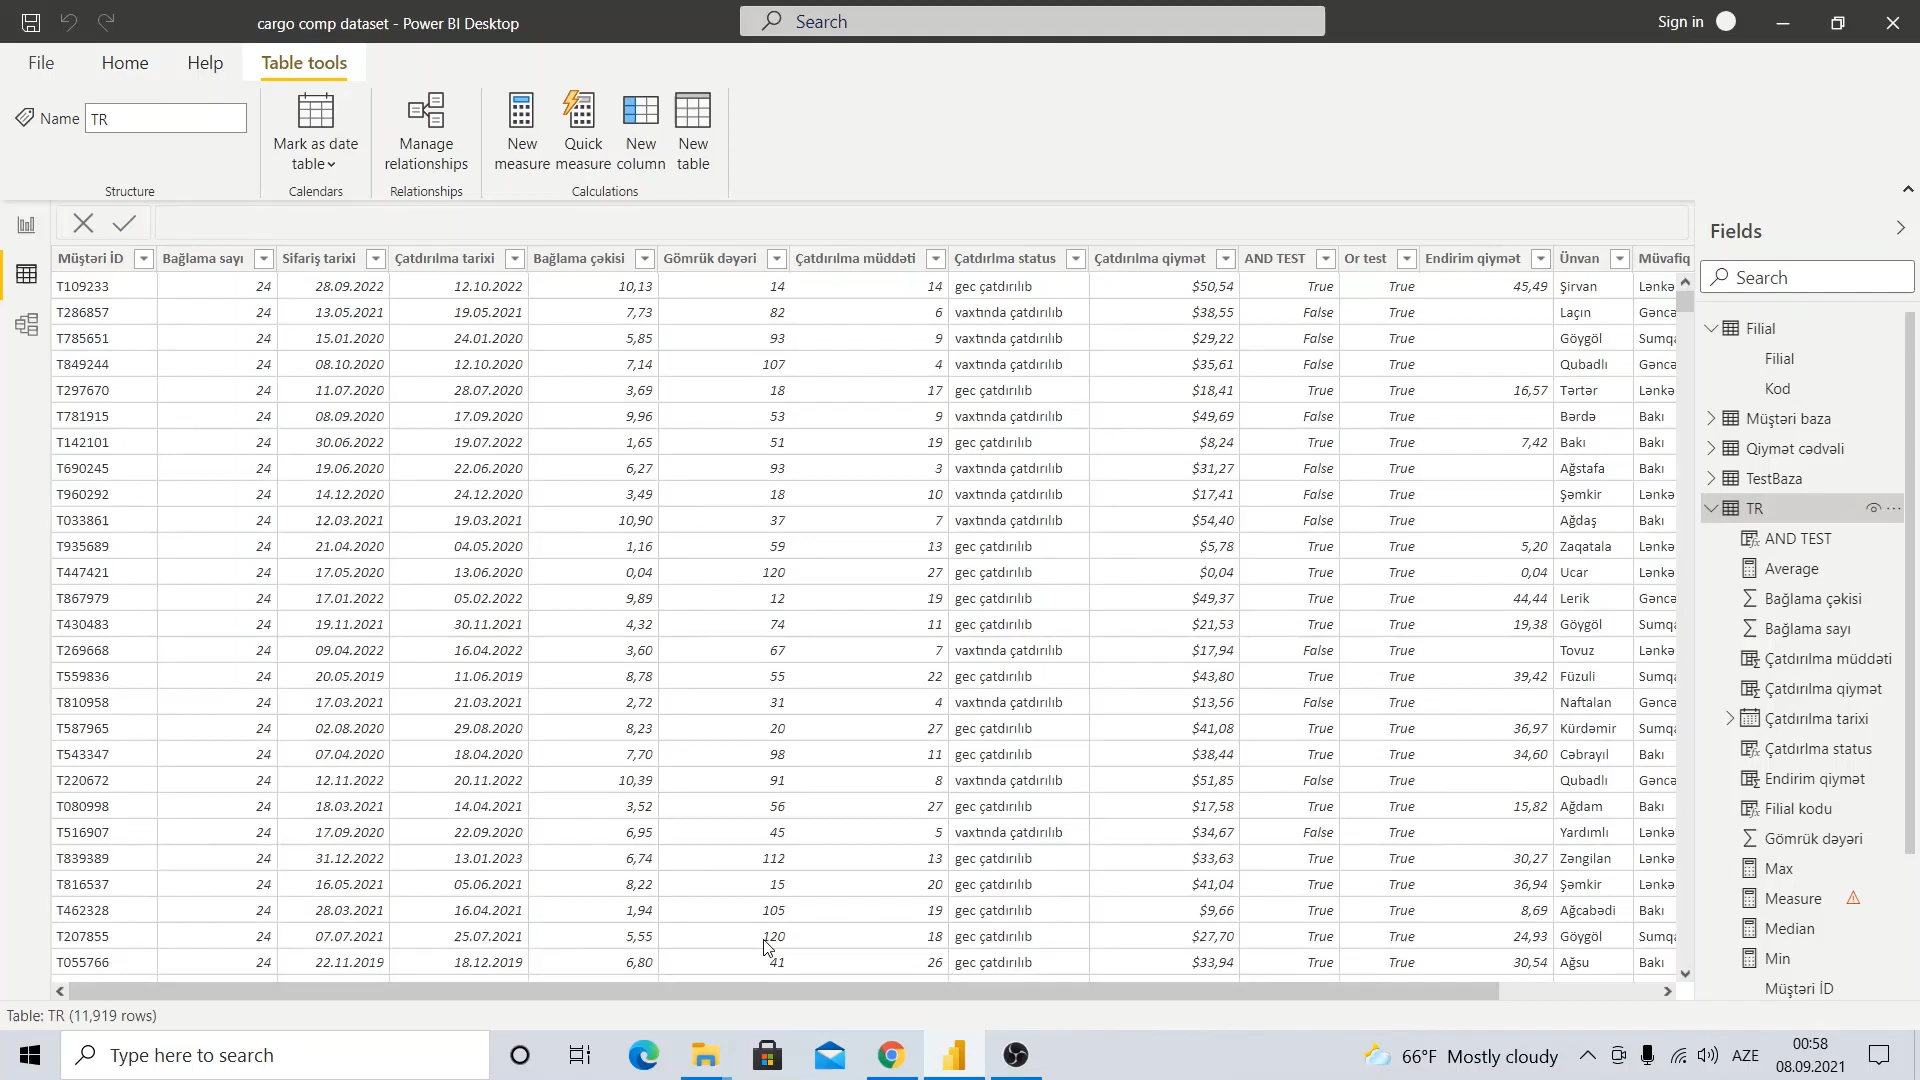 cargo comp dataset - Power BI Desktop
Search
Sign in
File Home Help Table tools
Name TR
Mark as date table
Manage relationships
New measure
Quick measure
New column
New table
Structure Calendars Relationships Calculations
Müştəri İD Bağlama sayı Sifariş tarixi Çatdırılma tarixi Bağlama çəkisi Gömrük dəyəri Çatdırılma müddəti Çatdırlma status Çatdırılma qiymət AND TEST Or test Endirim qiymət Ünvan Müvafiq
T109233 24 28.09.2022 12.10.2022 10,13 14 14 gec çatdırılıb $50,54 True True 45,49 Şirvan Lənkə
T286857 24 13.05.2021 19.05.2021 7,73 82 6 vaxtında çatdırılıb $38,55 False True Laçın Gəncə
T785651 24 15.01.2020 24.01.2020 5,85 93 9 vaxtında çatdırılıb $29,22 False True Göygöl Sumqa
T849244 24 08.10.2020 12.10.2020 7,14 107 4 vaxtında çatdırılıb $35,61 False True Qubadlı Gəncə
T297670 24 11.07.2020 28.07.2020 3,69 18 17 gec çatdırılıb $18,41 True True 16,57 Tərtər Lənkə
T781915 24 08.09.2020 17.09.2020 9,96 53 9 vaxtında çatdırılıb $49,69 False True Bərdə Bakı
T142101 24 30.06.2022 19.07.2022 1,65 51 19 gec çatdırılıb $8,24 True True 7,42 Bakı Bakı
T690245 24 19.06.2020 22.06.2020 6,27 93 3 vaxtında çatdırılıb $31,27 False True Ağstafa Bakı
T960292 24 14.12.2020 24.12.2020 3,49 18 10 vaxtında çatdırılıb $17,41 False True Şəmkir Lənkə
T033861 24 12.03.2021 19.03.2021 10,90 37 7 vaxtında çatdırılıb $54,40 False True Ağdaş Bakı
T935689 24 21.04.2020 04.05.2020 1,16 59 13 gec çatdırılıb $5,78 True True 5,20 Zaqatala Lənkə
T447421 24 17.05.2020 13.06.2020 0,04 120 27 gec çatdırılıb $0,04 True True 0,04 Ucar Lənkə
T867979 24 17.01.2022 05.02.2022 9,89 12 19 gec çatdırılıb $49,37 True True 44,44 Lerik Gəncə
T430483 24 19.11.2021 30.11.2021 4,32 74 11 gec çatdırılıb $21,53 True True 19,38 Göygöl Sumqa
T269668 24 09.04.2022 16.04.2022 3,60 67 7 vaxtında çatdırılıb $17,94 False True Tovuz Lənkə
T559836 24 20.05.2019 11.06.2019 8,78 55 22 gec çatdırılıb $43,80 True True 39,42 Füzuli Sumqa
T810958 24 17.03.2021 21.03.2021 2,72 31 4 vaxtında çatdırılıb $13,56 False True Naftalan Gəncə
T587965 24 02.08.2020 29.08.2020 8,23 20 27 gec çatdırılıb $41,08 True True 36,97 Kürdəmir Sumqa
T543347 24 07.04.2020 18.04.2020 7,70 98 11 gec çatdırılıb $38,44 True True 34,60 Cəbrayıl Bakı
T220672 24 12.11.2022 20.11.2022 10,39 91 8 vaxtında çatdırılıb $51,85 False True Qubadlı Gəncə
T080998 24 18.03.2021 14.04.2021 3,52 56 27 gec çatdırılıb $17,58 True True 15,82 Ağdam Bakı
T516907 24 17.09.2020 22.09.2020 6,95 45 5 vaxtında çatdırılıb $34,67 False True Yardımlı Lənkə
T839389 24 31.12.2022 13.01.2023 6,74 112 13 gec çatdırılıb $33,63 True True 30,27 Zəngilan Lənkə
T816537 24 16.05.2021 05.06.2021 8,22 15 20 gec çatdırılıb $41,04 True True 36,94 Şəmkir Lənkə
T462328 24 28.03.2021 16.04.2021 1,94 105 19 gec çatdırılıb $9,66 True True 8,69 Ağcabədi Bakı
T207855 24 07.07.2021 25.07.2021 5,55 120 18 gec çatdırılıb $27,70 True True 24,93 Göygöl Sumqa
T055766 24 22.11.2019 18.12.2019 6,80 41 26 gec çatdırılıb $33,94 True True 30,54 Ağsu Bakı
Fields
Search
Filial
Filial
Kod
Müştəri baza
Qiymət cədvəli
TestBaza
TR
AND TEST
Average
Bağlama çəkisi
Bağlama sayı
Çatdırılma müddəti
Çatdırılma qiymət
Çatdırılma tarixi
Çatdırlma status
Endirim qiymət
Filial kodu
Gömrük dəyəri
Max
Measure
Median
Min
Müştəri İD
Table: TR (11,919 rows)
Type here to search
66°F Mostly cloudy
AZE
00:58
08.09.2021